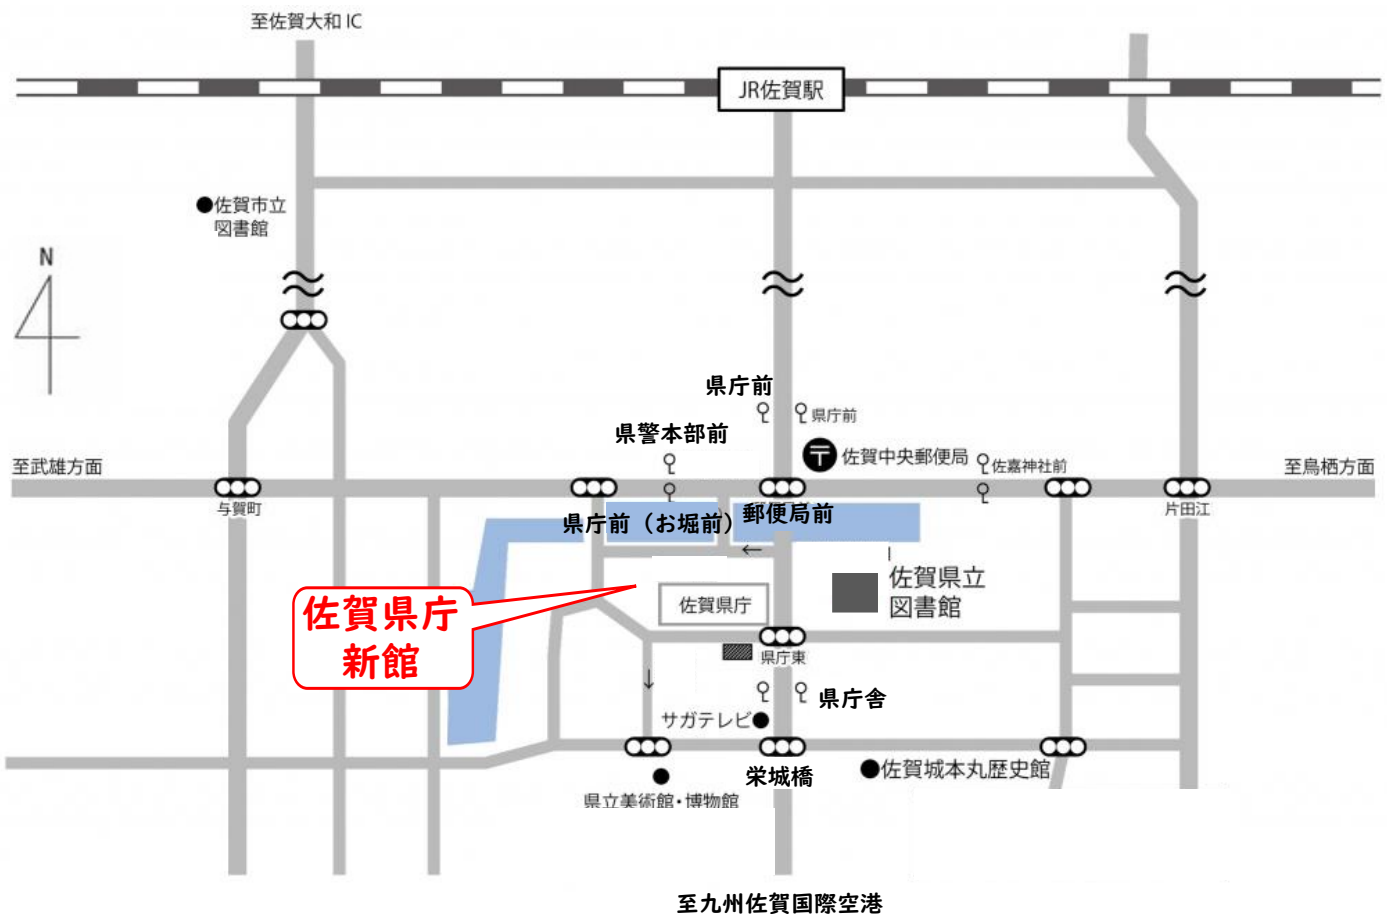 至佐賀大和 IC
JR佐賀駅
佐賀市立
図書館
N
県庁前
県庁前
県警本部前
佐賀中央郵便局
佐嘉神社前
至武雄方面
至鳥栖方面
与賀町
片田江
県庁前（お堀前）
郵便局前
佐賀県庁
新館
佐賀県庁
佐賀県立
図書館
県庁東
県庁舎
サガテレビ
栄城橋
佐賀城本丸歴史館
県立美術館・博物館
至九州佐賀国際空港